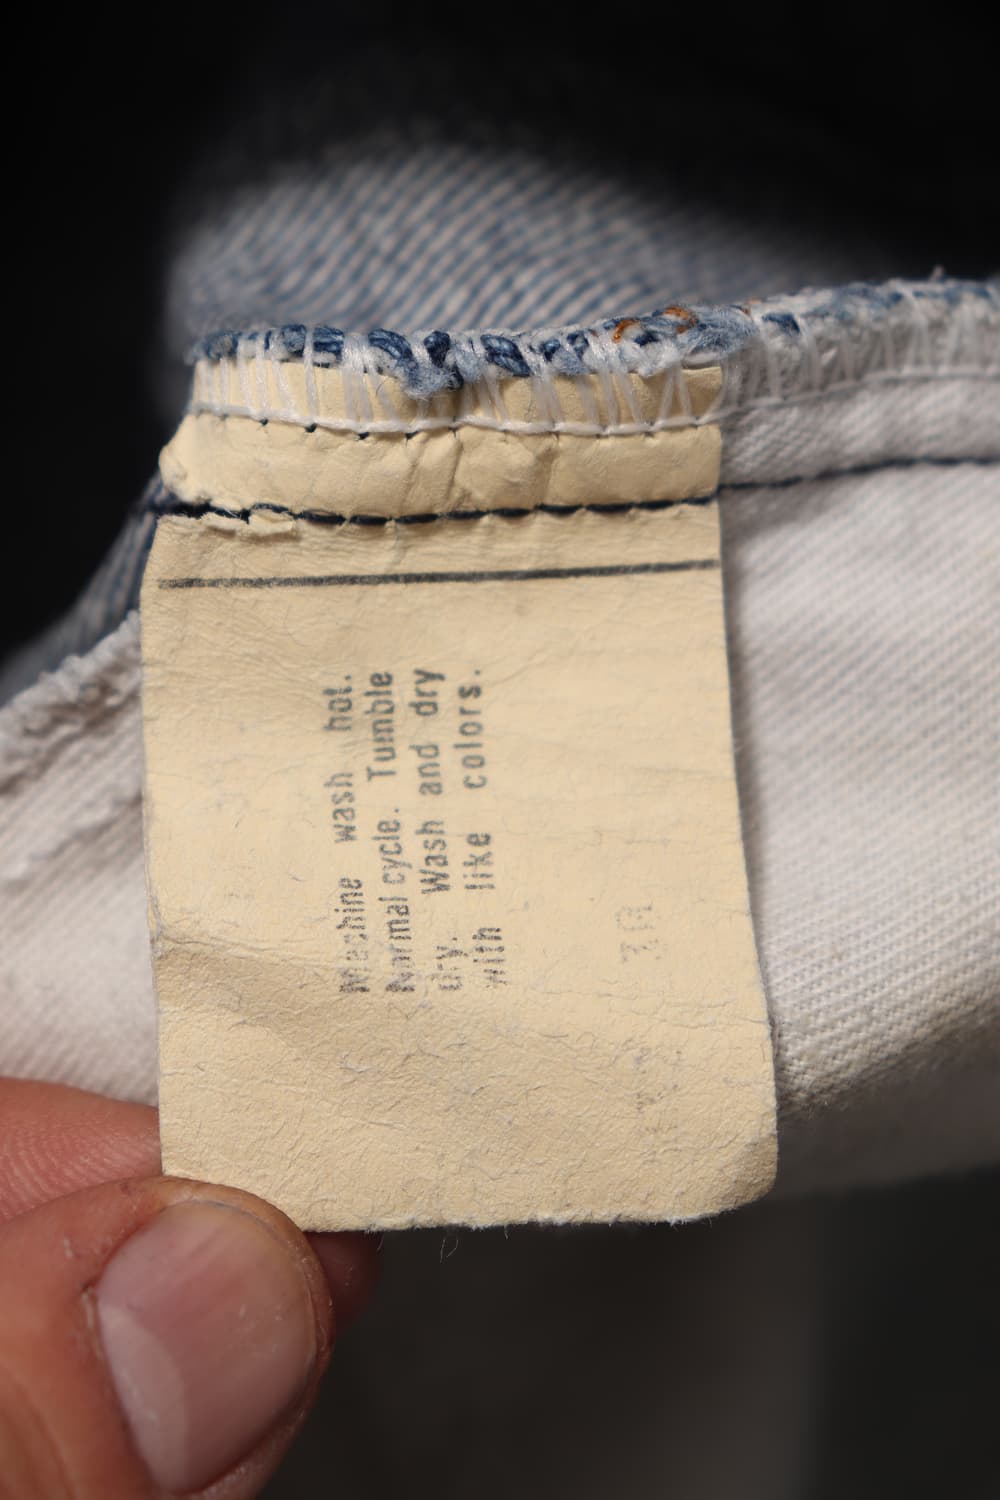 Machine wash hot.
Normal cycle. Tumble
dry. Wash and dry
with like colors.